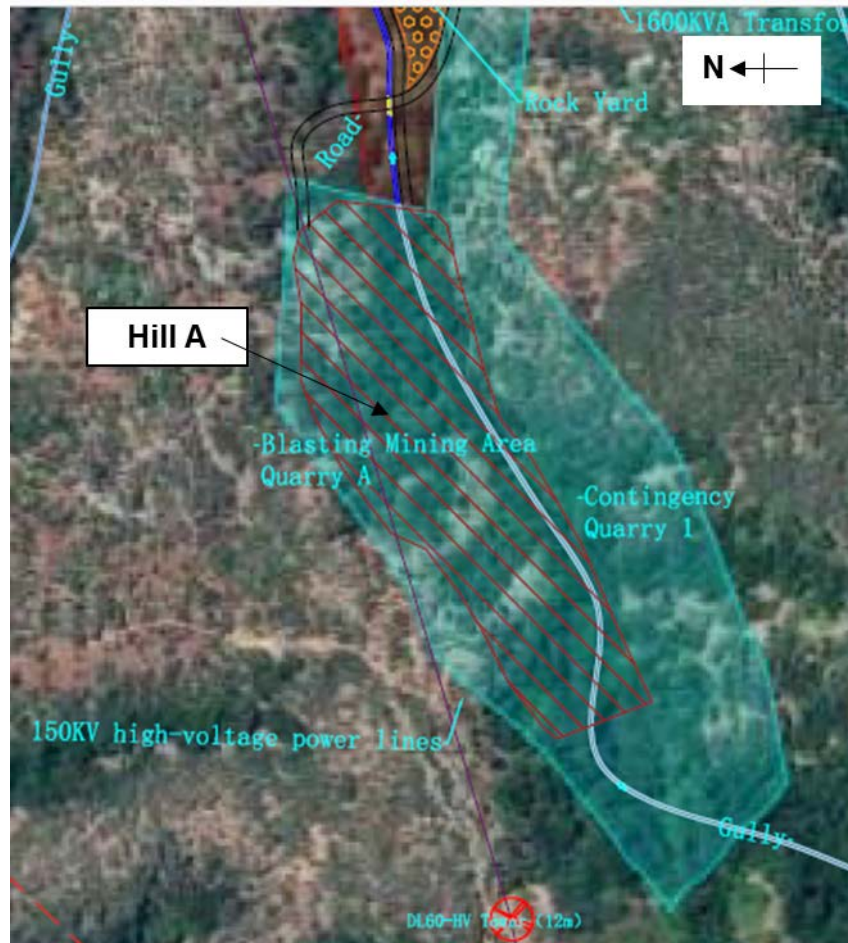 -1600KVA Transfo
N
Gully-
Rock Yard
Road-
Hill A
-Blasting Mining Area
Quarry A
-Contingency
Quarry 1
150KV high-voltage power lines
Gully-
DL60-HV Tower (12m)